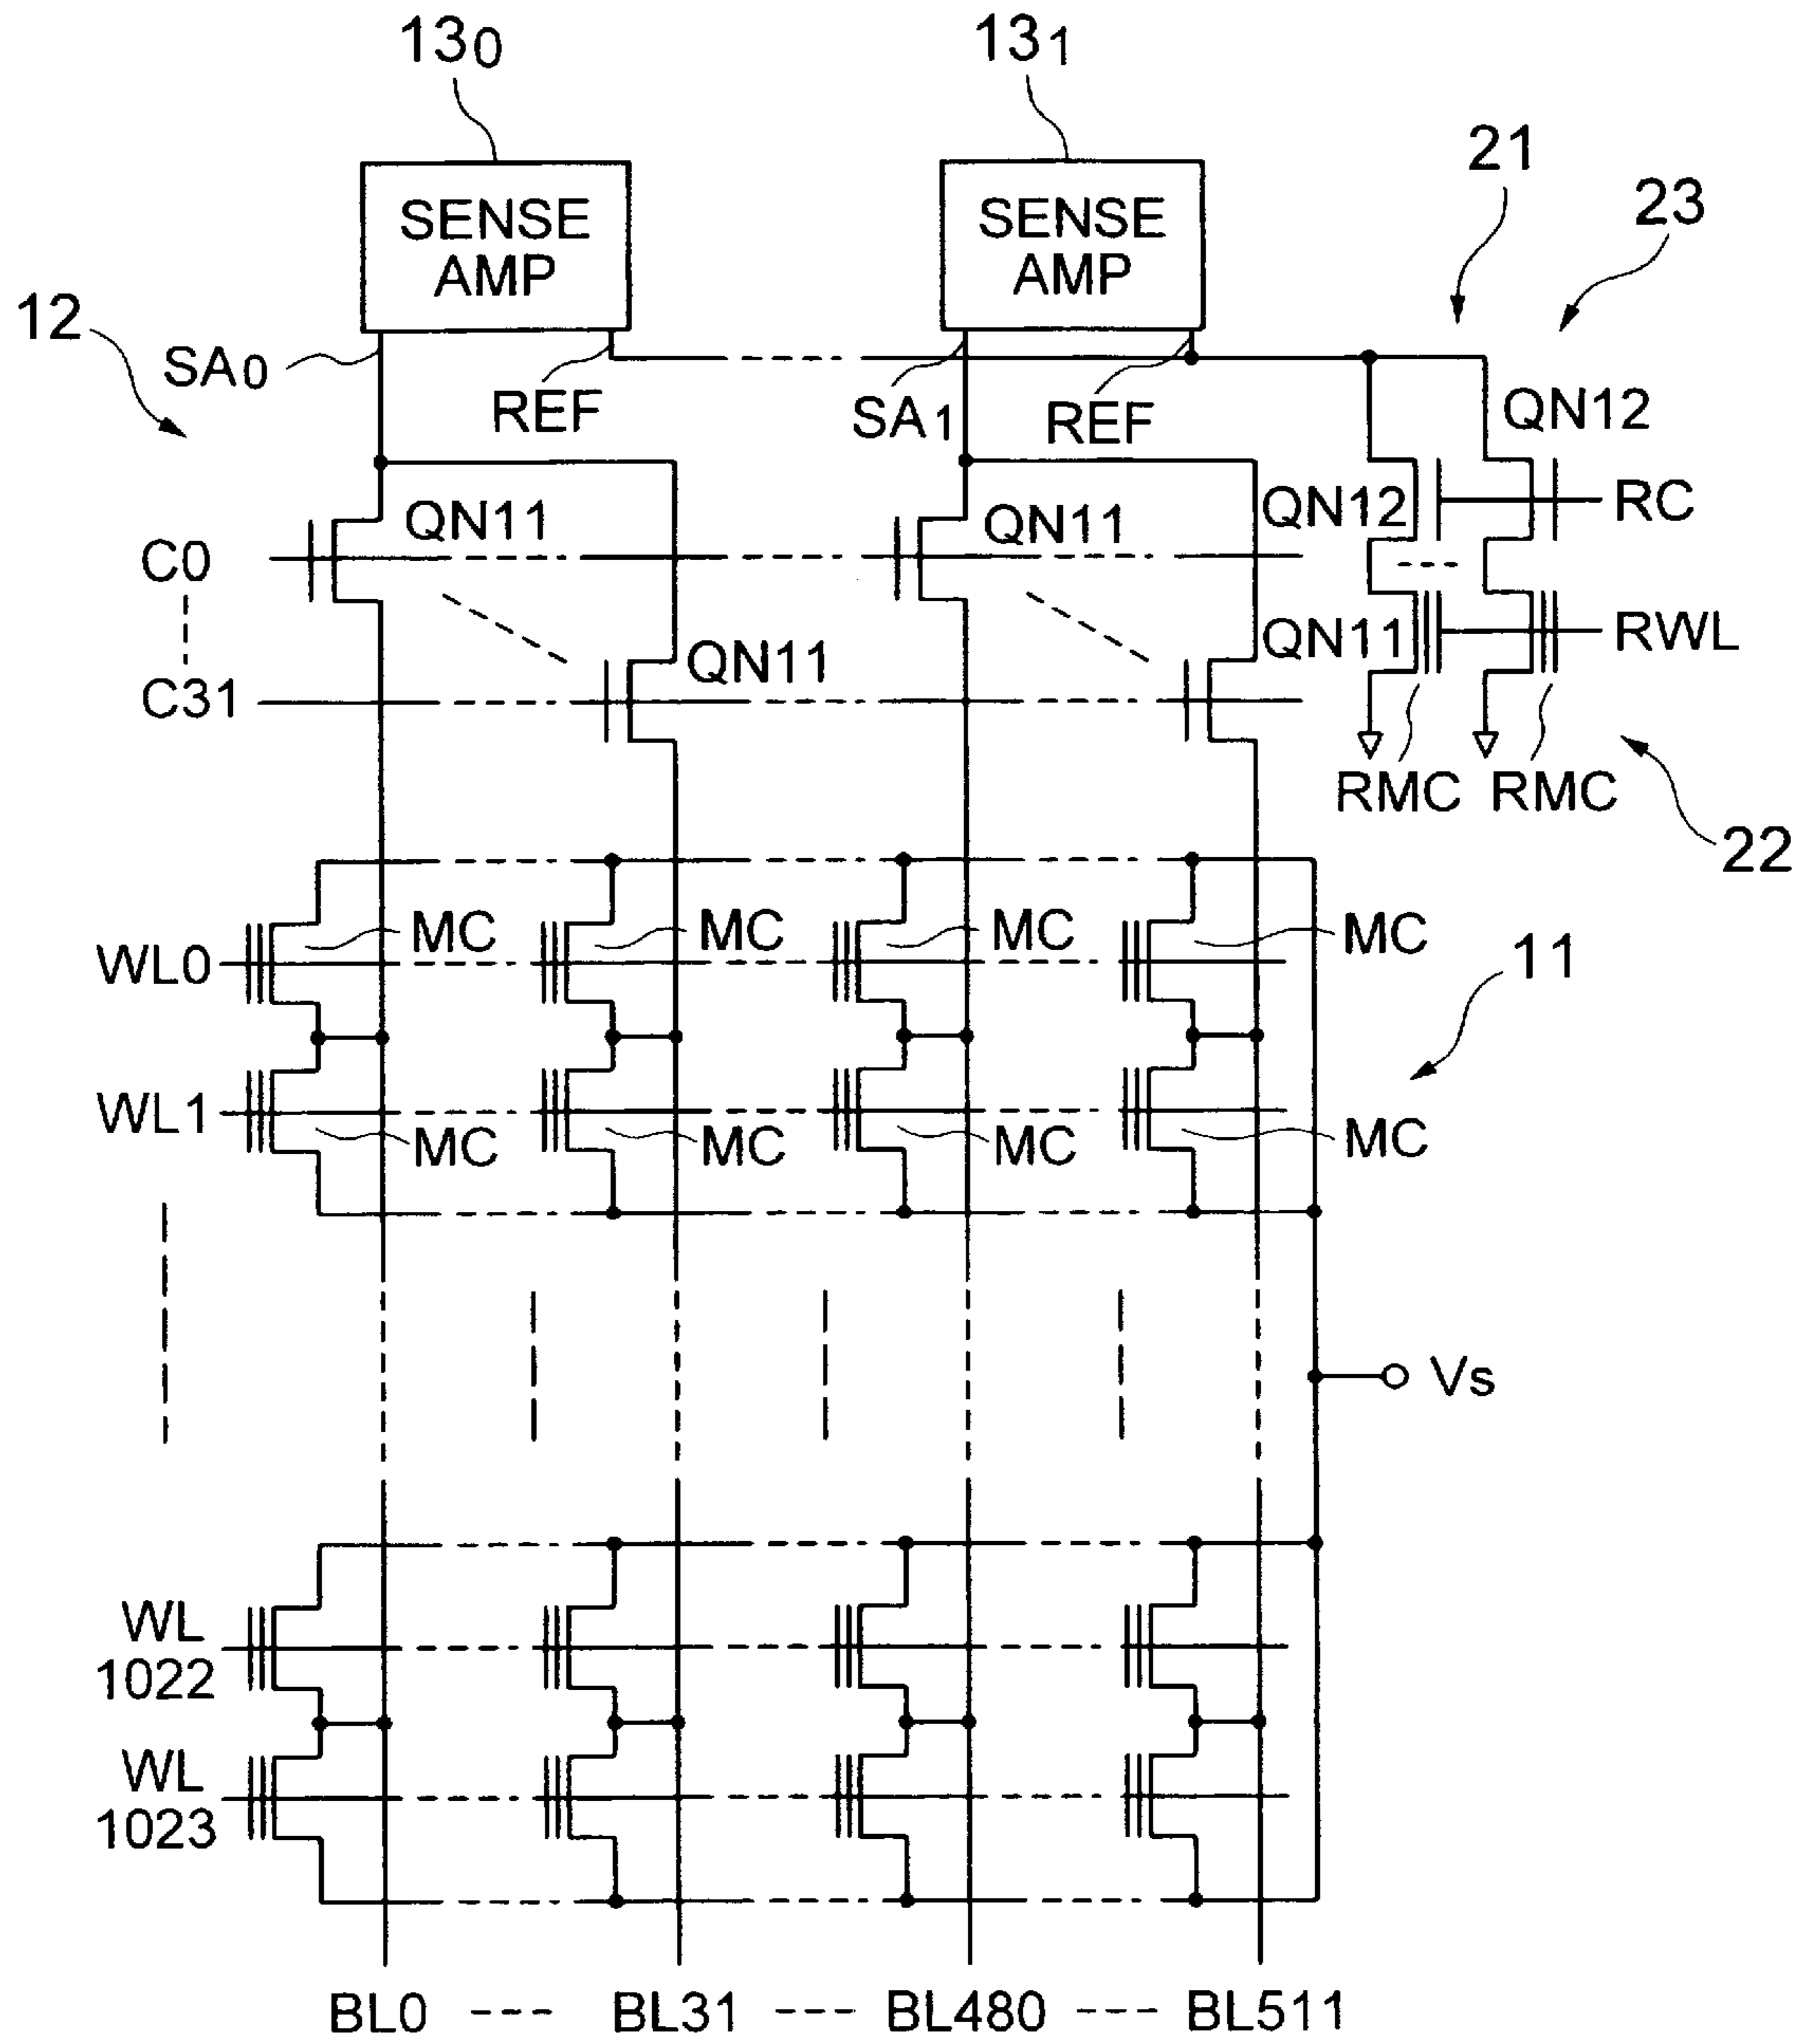 13₀ 13₁
21
23
SENSE AMP SENSE AMP
12
SA₀ REF SA₁ REF
QN12
C0 QN11 QN11 QN12 RC
C31 QN11 QN11 RWL
RMC RMC
22
WL0 MC MC MC MC
11
WL1 MC MC MC MC
Vs
WL 1022
WL 1023
BL0 --- BL31 --- BL480 --- BL511